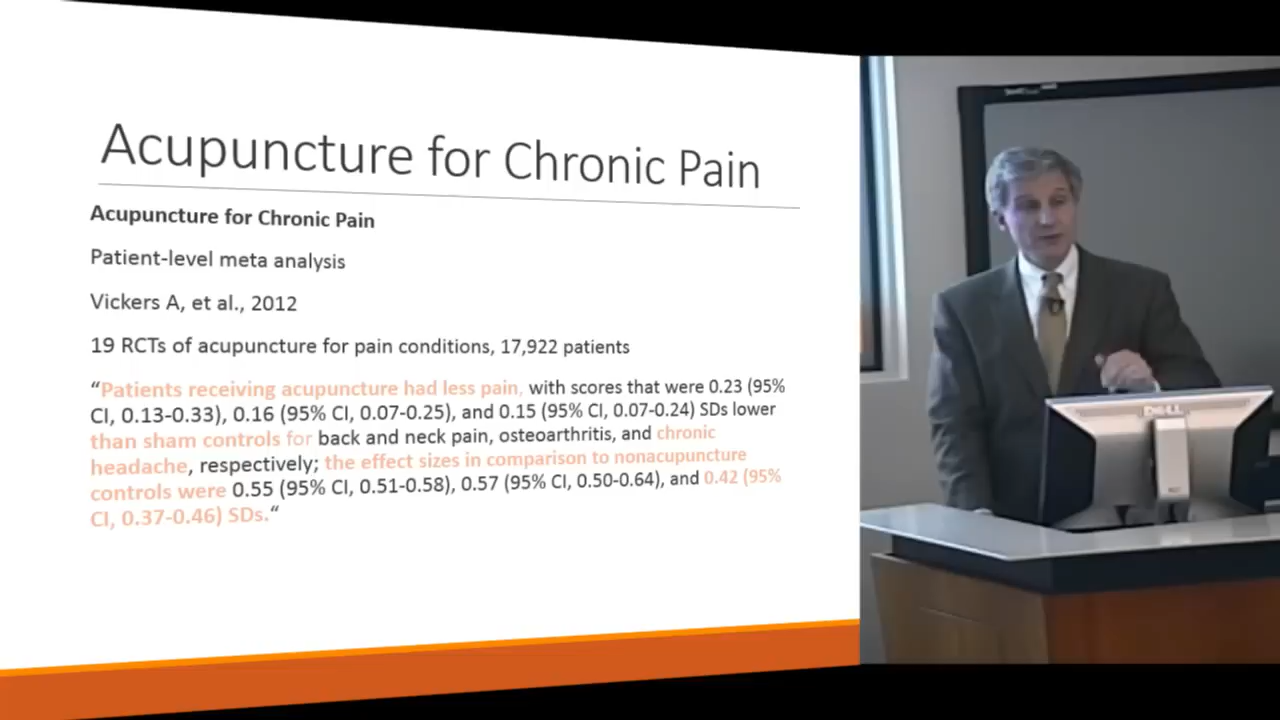 Acupuncture for Chronic Pain
Acupuncture for Chronic Pain
Patient-level meta analysis
Vickers A, et al., 2012
19 RCTs of acupuncture for pain conditions, 17,922 patients
“Patients receiving acupuncture had less pain, with scores that were 0.23 (95%
CI, 0.13-0.33), 0.16 (95% CI, 0.07-0.25), and 0.15 (95% CI, 0.07-0.24) SDs lower
than sham controls for back and neck pain, osteoarthritis, and chronic
headache, respectively; the effect sizes in comparison to nonacupuncture
controls were 0.55 (95% CI, 0.51-0.58), 0.57 (95% CI, 0.50-0.64), and 0.42 (95%
CI, 0.37-0.46) SDs.“
DELL